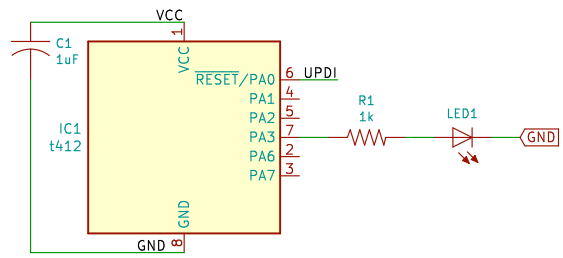 VCC
1
C1
1uF
VCC
RESET/PA0 6 UPDI
PA1 4
PA2 5
R1
1k
LED1
IC1
t412
PA3 7
GND
PA6 2
PA7 3
GND
GND 8